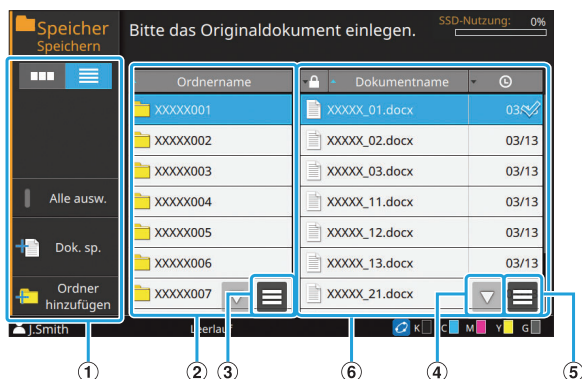 Speicher
Speichern
Bitte das Originaldokument einlegen.
SSD-Nutzung: 0%
Ordnername
Dokumentname
XXXXX001
XXXXX_01.docx
XXXXX002
XXXXX_02.docx 03/13
XXXXX003
XXXXX_03.docx 03/13
Alle ausw.
XXXXX004
XXXXX_11.docx 03/13
Dok. sp.
XXXXX005
XXXXX_12.docx 03/13
XXXXX006
XXXXX_13.docx 03/13
Ordner
hinzufügen
XXXXX007
XXXXX_21.docx
J.Smith
Leerlauf
K C M Y G
1 2 3 6 4 5